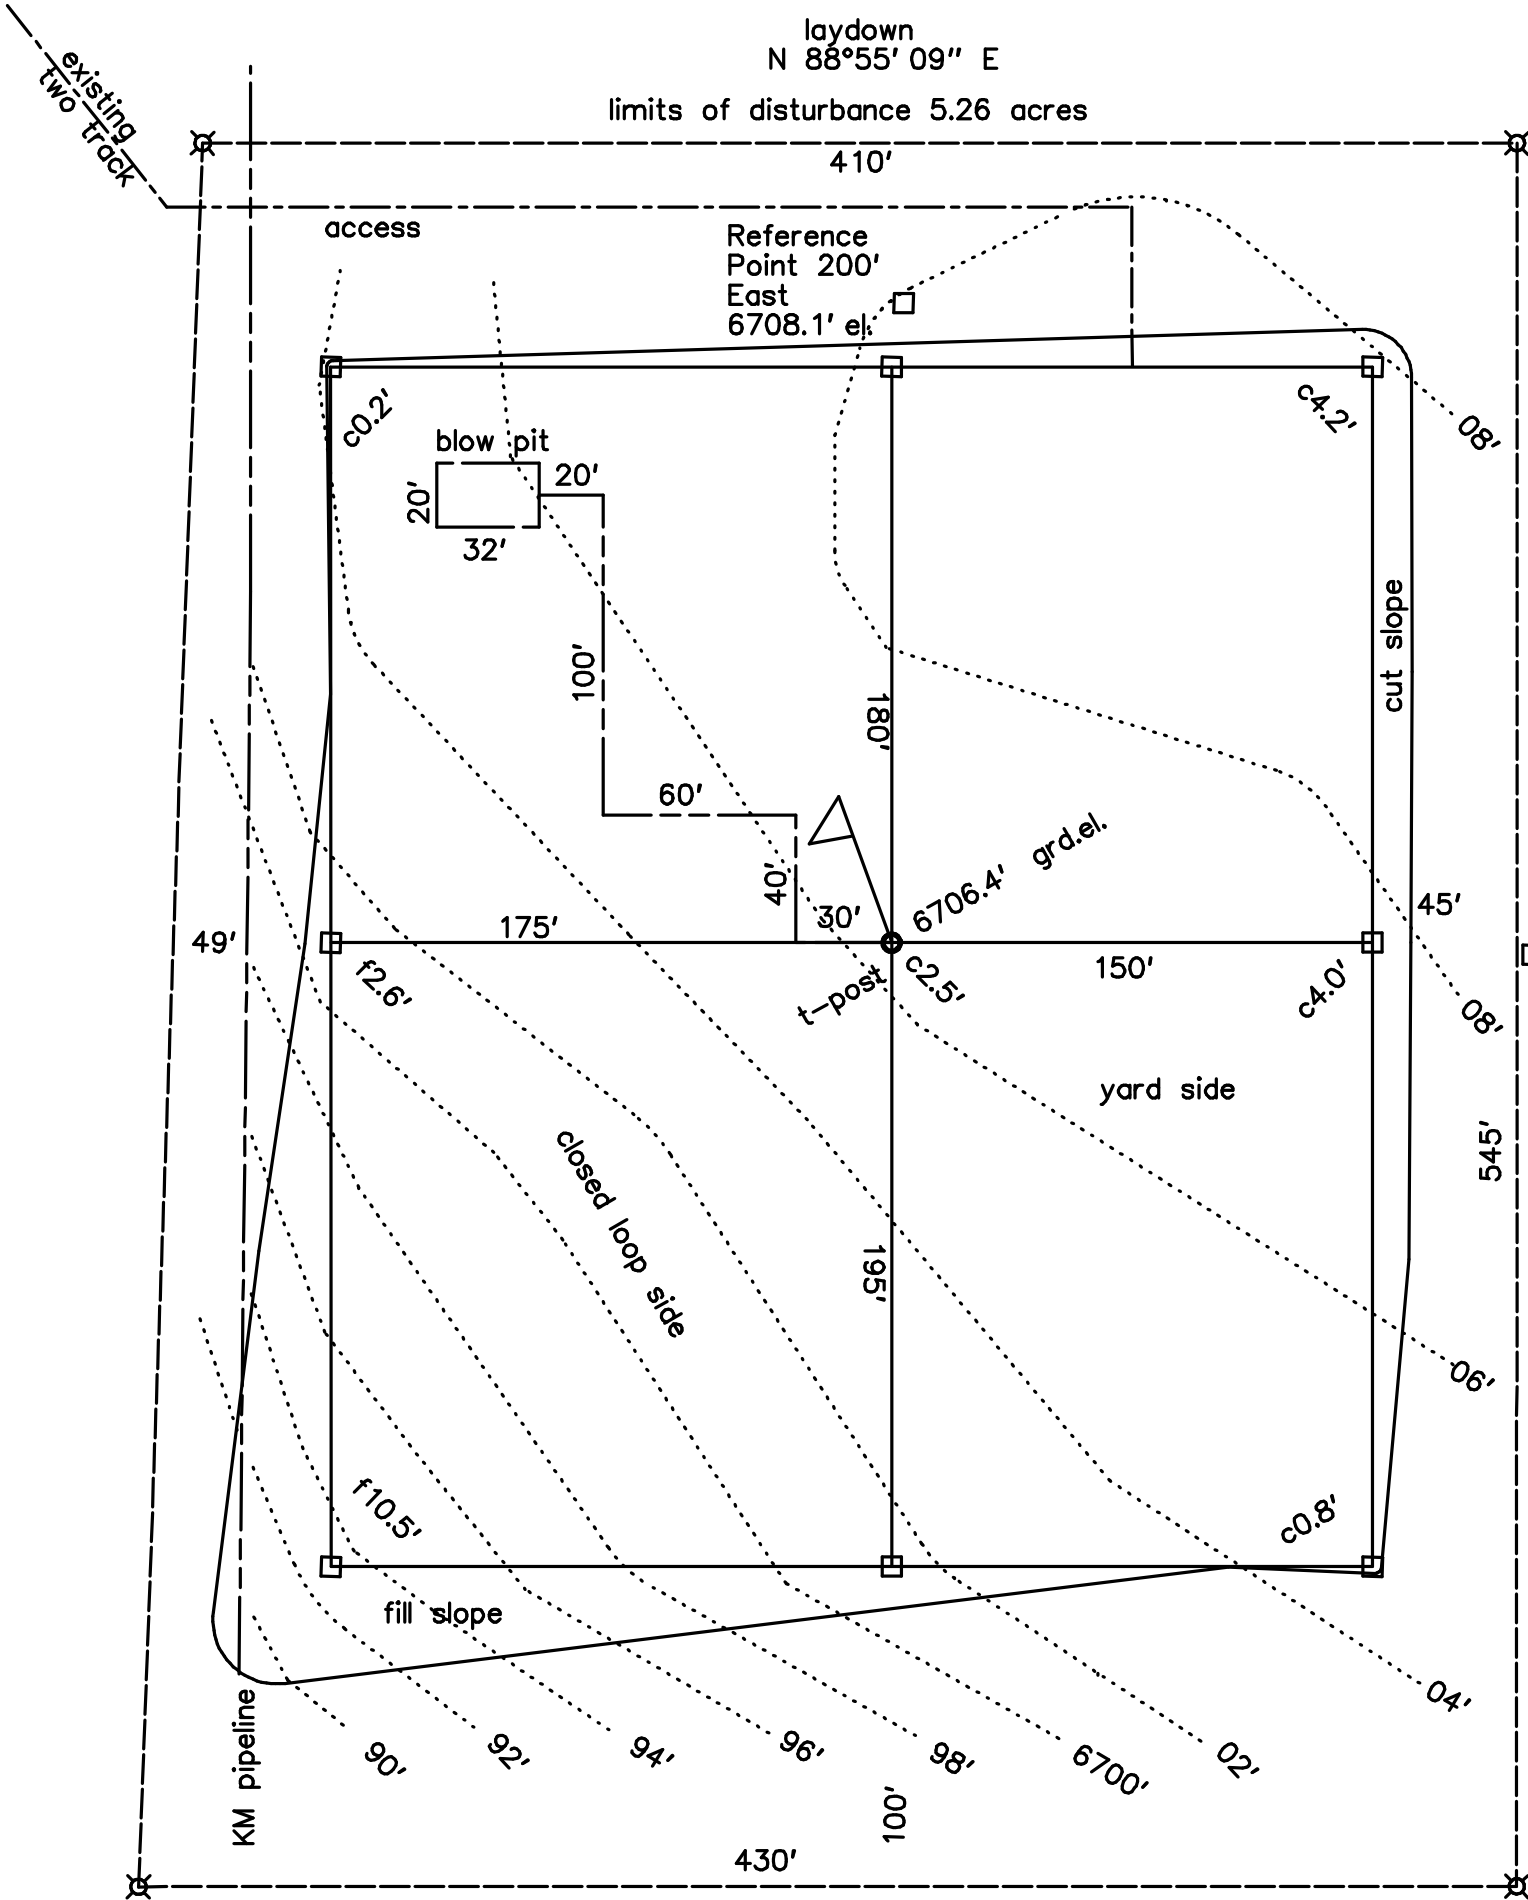 laydown
N 88°55' 09" E
limits of disturbance 5.26 acres
410'
existing
two track
access
Reference
Point 200'
East
6708.1' el.
c0.2'
c4.2'
08'
blow pit
20'
20'
32'
cut slope
100'
180'
60'
6706.4' grd.el.
40'
30'
45'
49'
175'
150'
f2.6'
t-post
c2.5'
c4.0'
08'
yard side
545'
closed loop side
195'
06'
f10.5'
c0.8'
fill slope
04'
KM pipeline
90'
92'
94'
96'
98'
6700'
02'
100'
430'